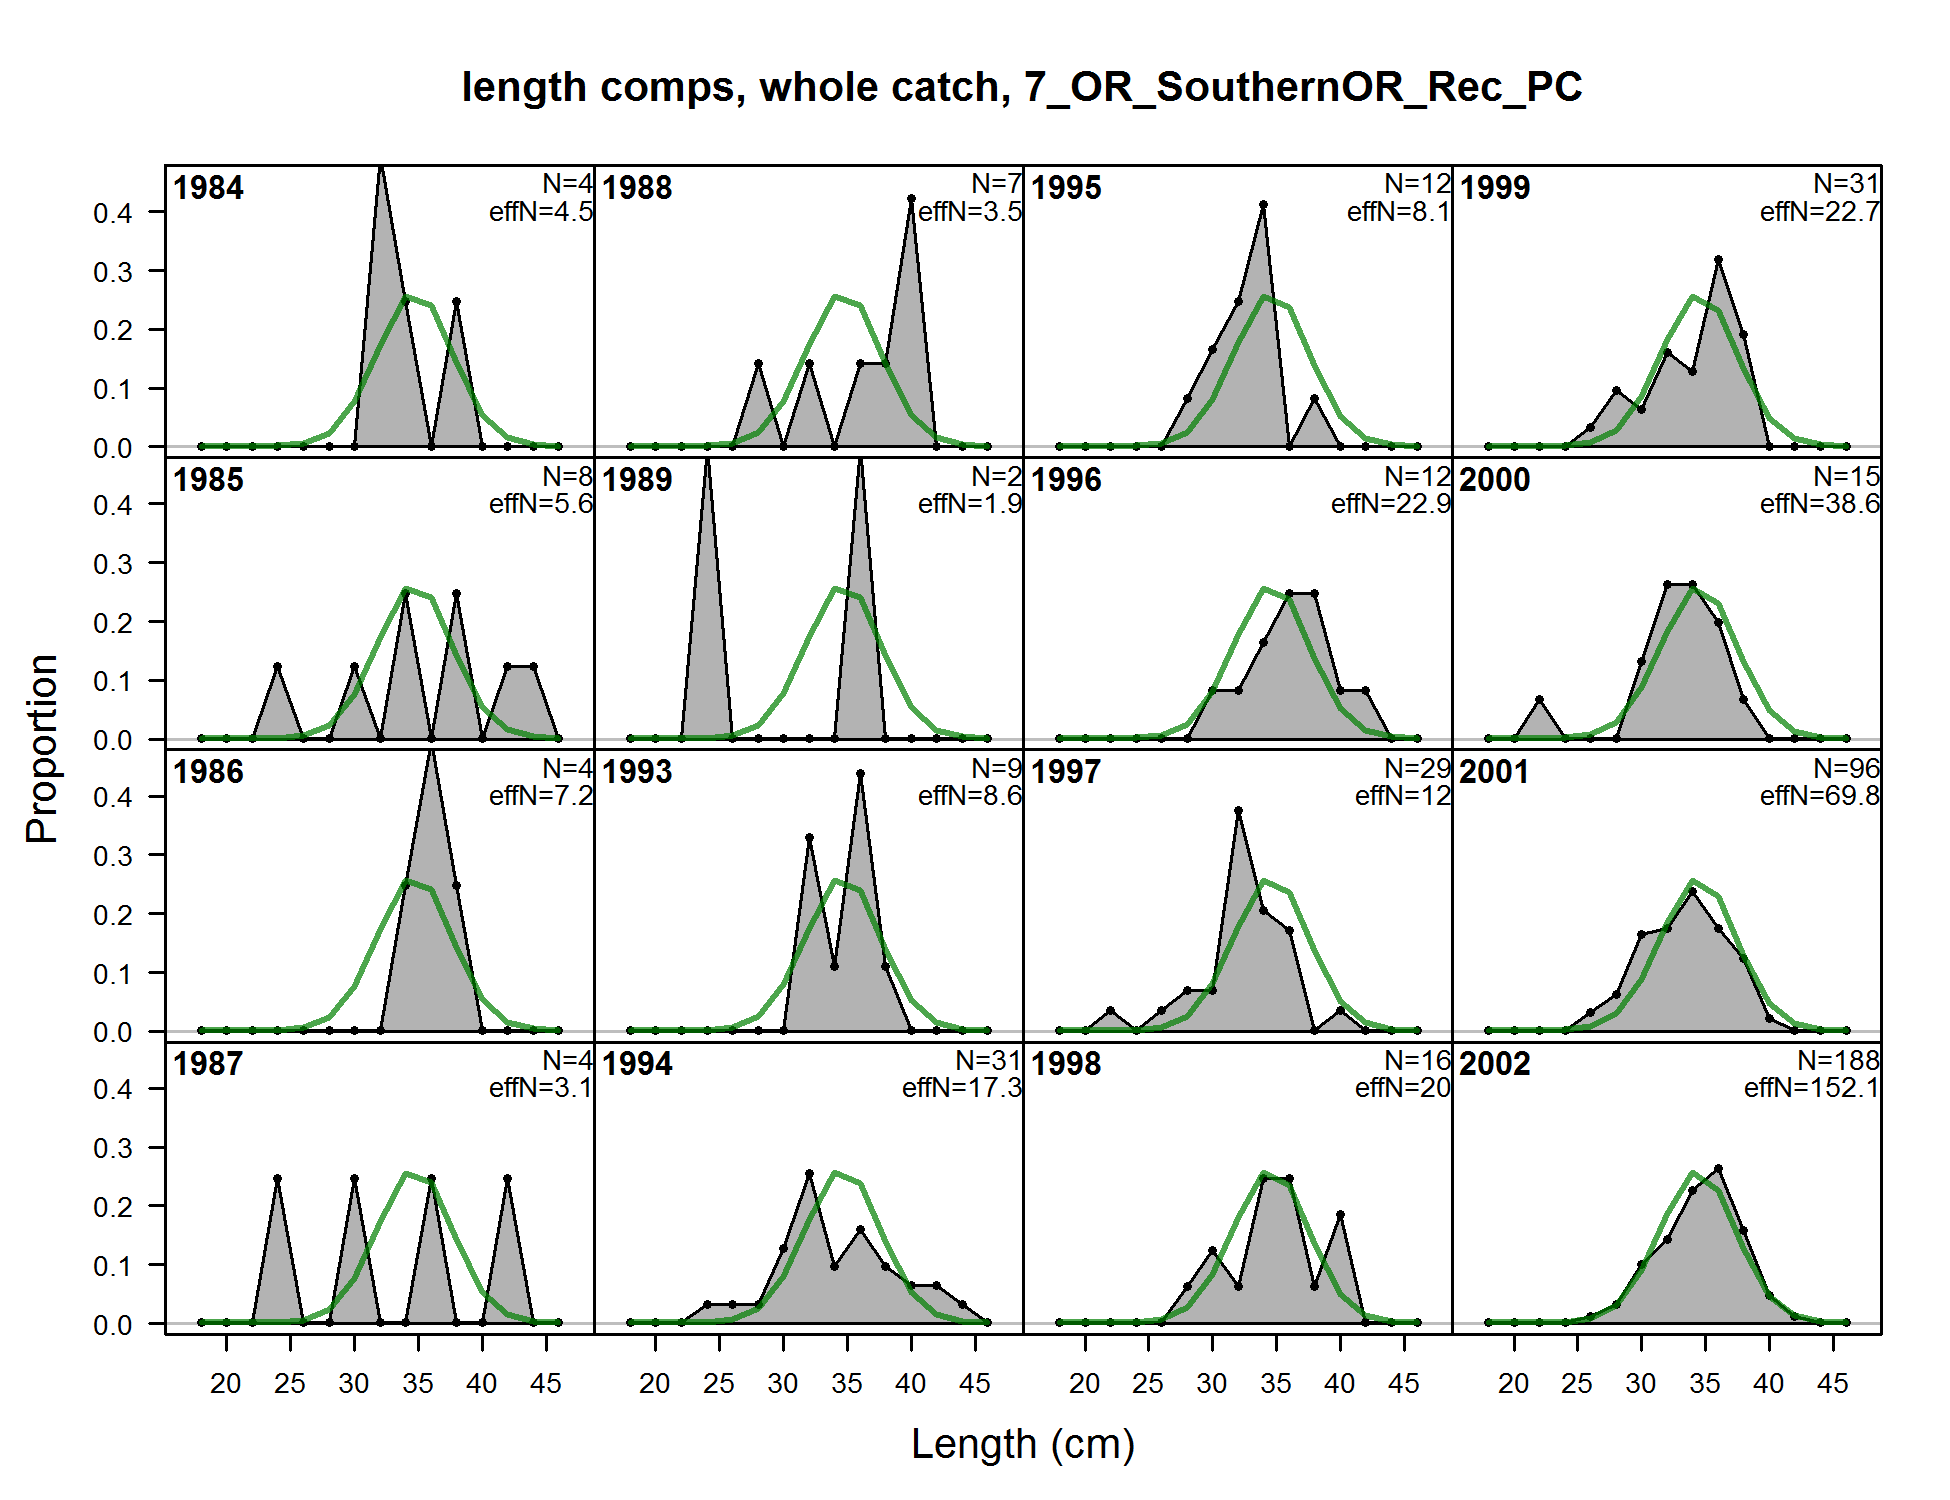 length comps, whole catch, 7_OR_SouthernOR_Rec_PC
1984
N=4
effN=4.5
1988
N=7
effN=3.5
1995
N=12
effN=8.1
1999
N=31
effN=22.7
0.4
0.3
0.2
0.1
0.0
1985
N=8
effN=5.6
1989
N=2
effN=1.9
1996
N=12
effN=22.9
2000
N=15
effN=38.6
0.4
0.3
0.2
0.1
0.0
1986
N=4
effN=7.2
1993
N=9
effN=8.6
1997
N=29
effN=12
2001
N=96
effN=69.8
0.4
0.3
0.2
0.1
0.0
1987
N=4
effN=3.1
1994
N=31
effN=17.3
1998
N=16
effN=20
2002
N=188
effN=152.1
0.4
0.3
0.2
0.1
0.0
Proportion
20 25 30 35 40 45 20 25 30 35 40 45 20 25 30 35 40 45 20 25 30 35 40 45
Length (cm)